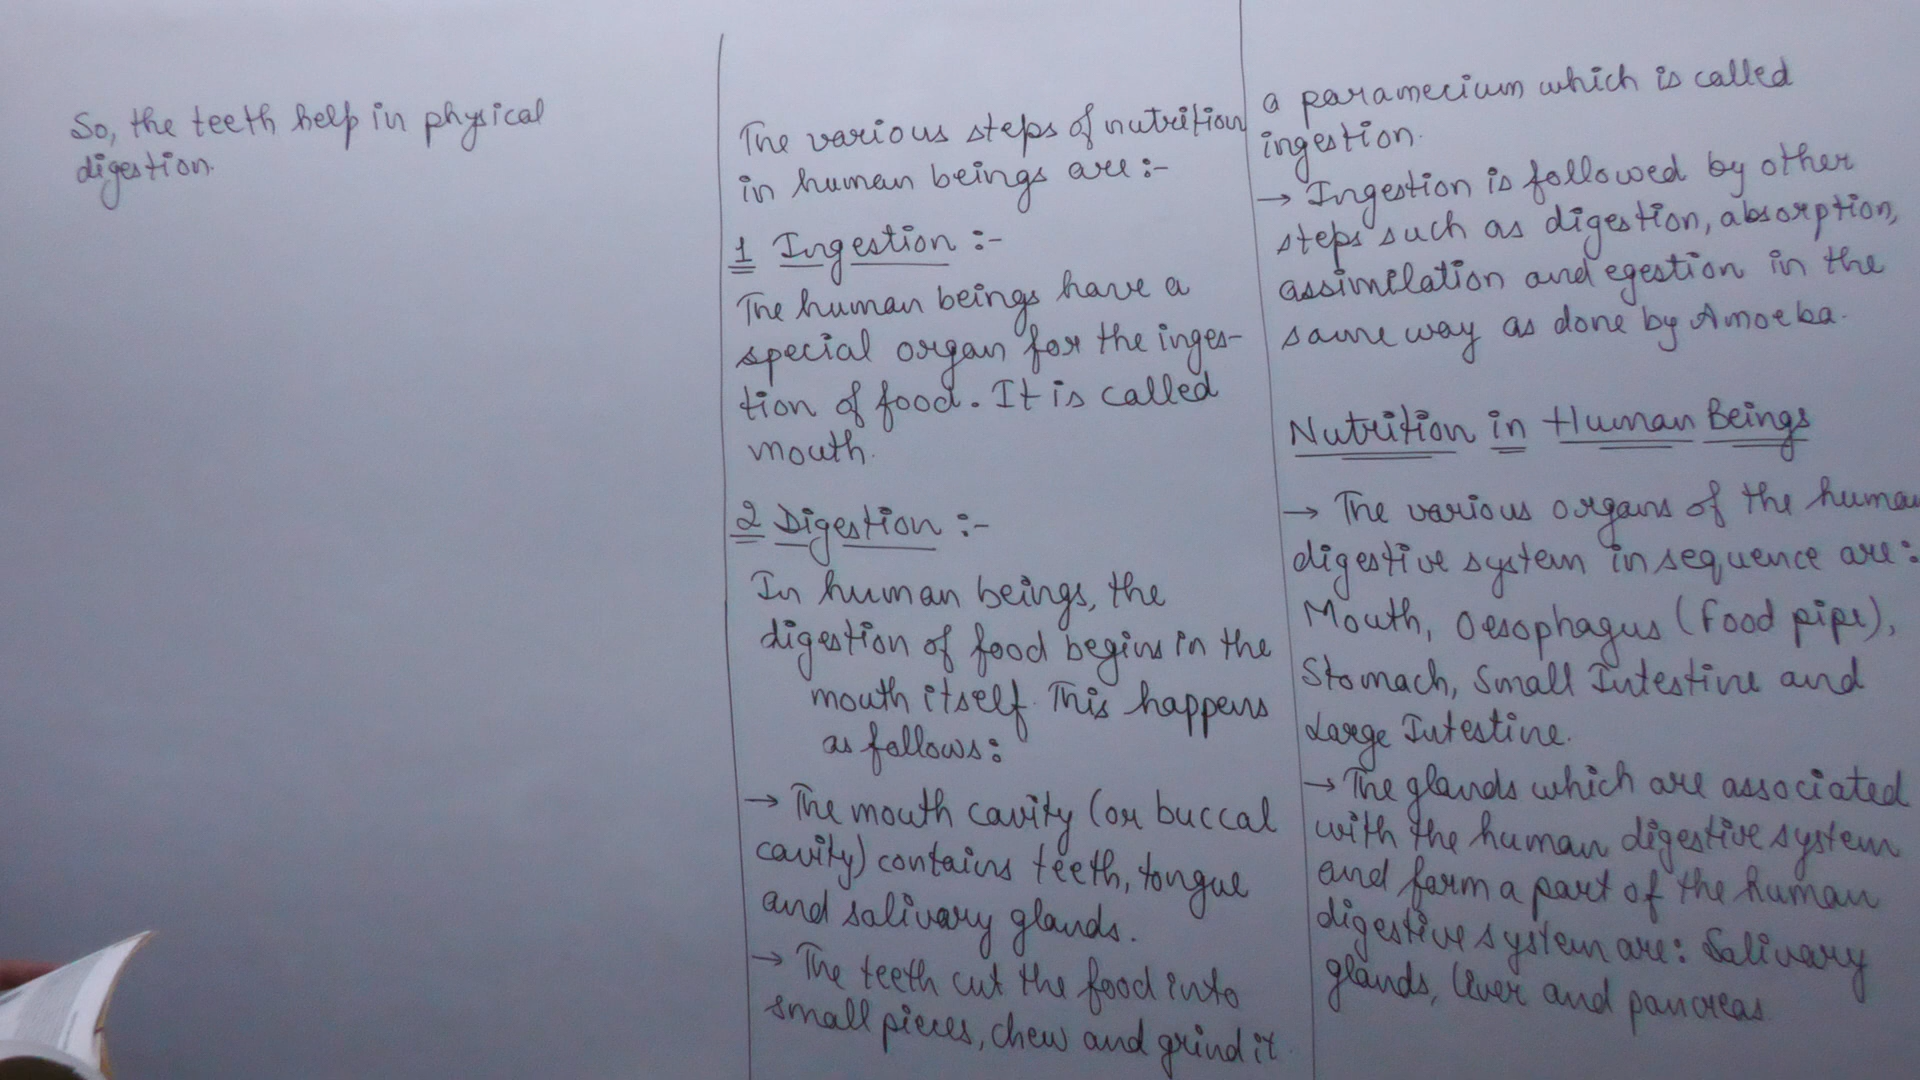 So, the teeth help in physical
digestion.
The various steps of nutrition
in human beings are :-
1 Ingestion :-
The human beings have a
special organ for the inges-
tion of food. It is called
mouth.
2 Digestion :-
In human beings, the
digestion of food begins in the
mouth itself. This happens
as follows:
→ The mouth cavity (or buccal
cavity) contains teeth, tongue
and salivary glands.
→ The teeth cut the food into
small pieces, chew and grind it.
a paramecium which is called
ingestion.
→ Ingestion is followed by other
steps such as digestion, absorption,
assimilation and egestion in the
same way as done by Amoeba.
Nutrition in Human Beings
→ The various organs of the human
digestive system in sequence are:
Mouth, Oesophagus (Food pipe),
Stomach, Small Intestine and
Large Intestine.
→ The glands which are associated
with the human digestive system
and form a part of the human
digestive system are: Salivary
glands, liver and pancreas